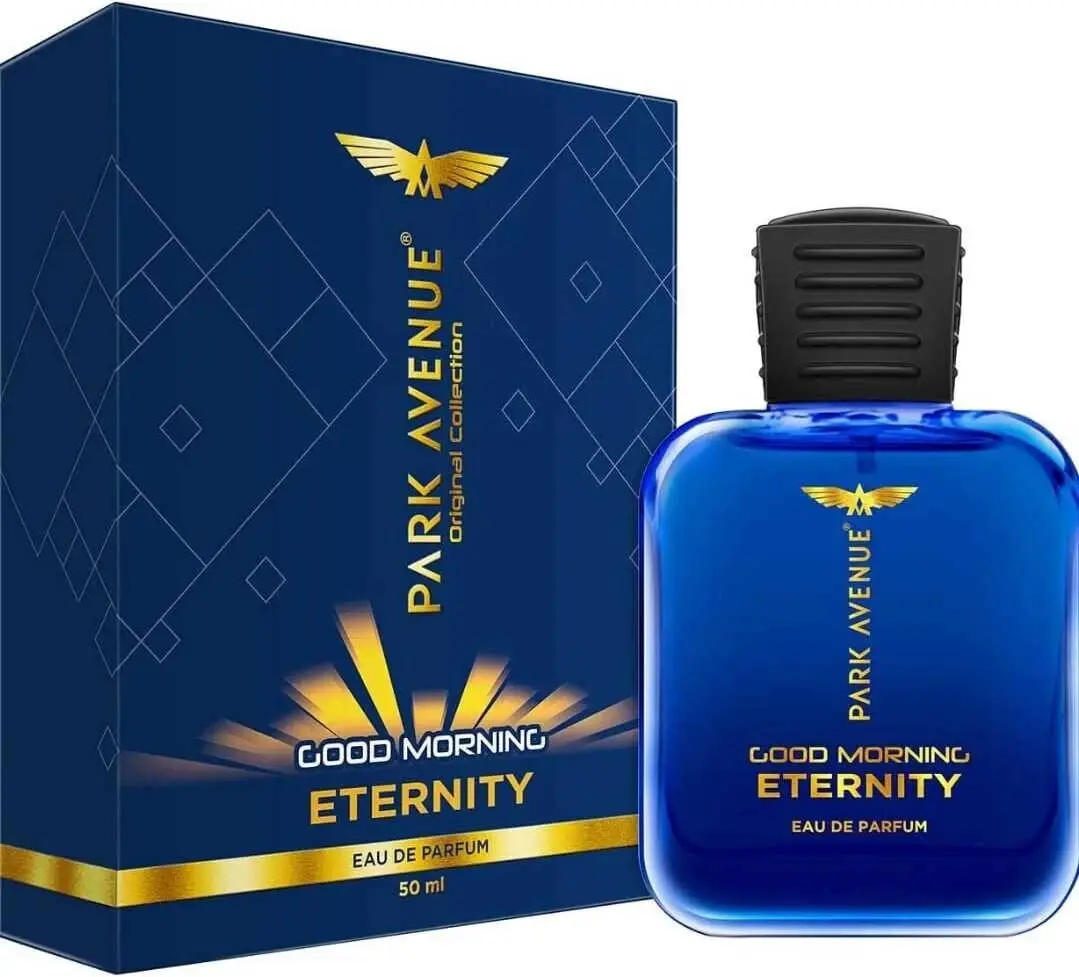 PARK AVENUE®
Original Collection
GOOD MORNING
ETERNITY
EAU DE PARFUM
50 ml
PARK AVENUE®
GOOD MORNING
ETERNITY
EAU DE PARFUM